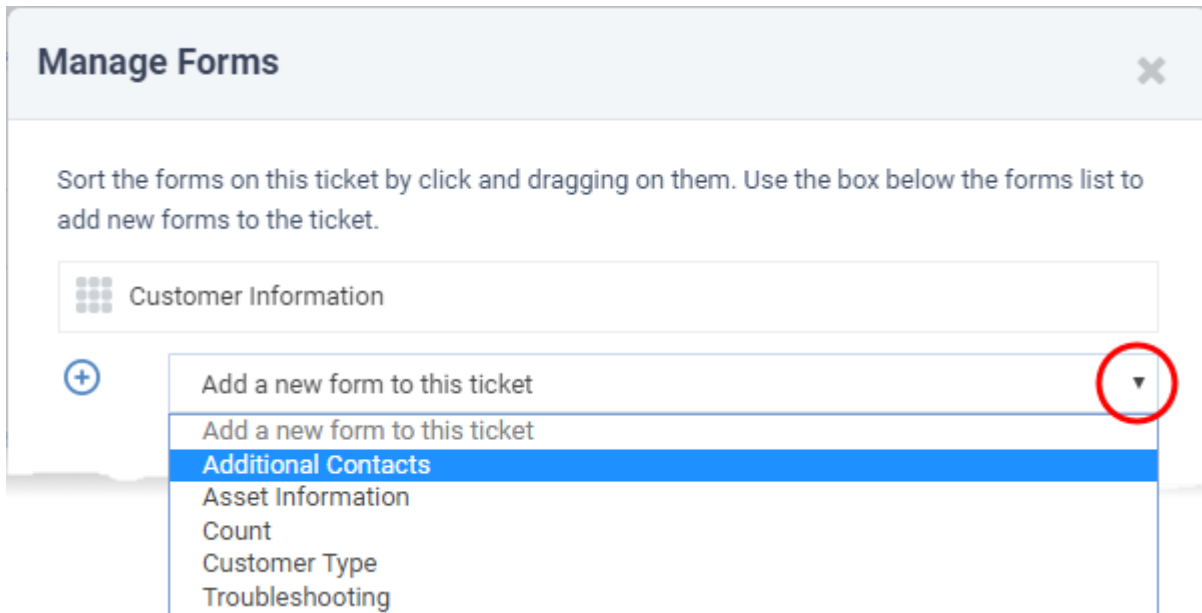 Manage Forms
Sort the forms on this ticket by click and dragging on them. Use the box below the forms list to
add new forms to the ticket.
Customer Information
Add a new form to this ticket
Add a new form to this ticket
Additional Contacts
Asset Information
Count
Customer Type
Troubleshooting